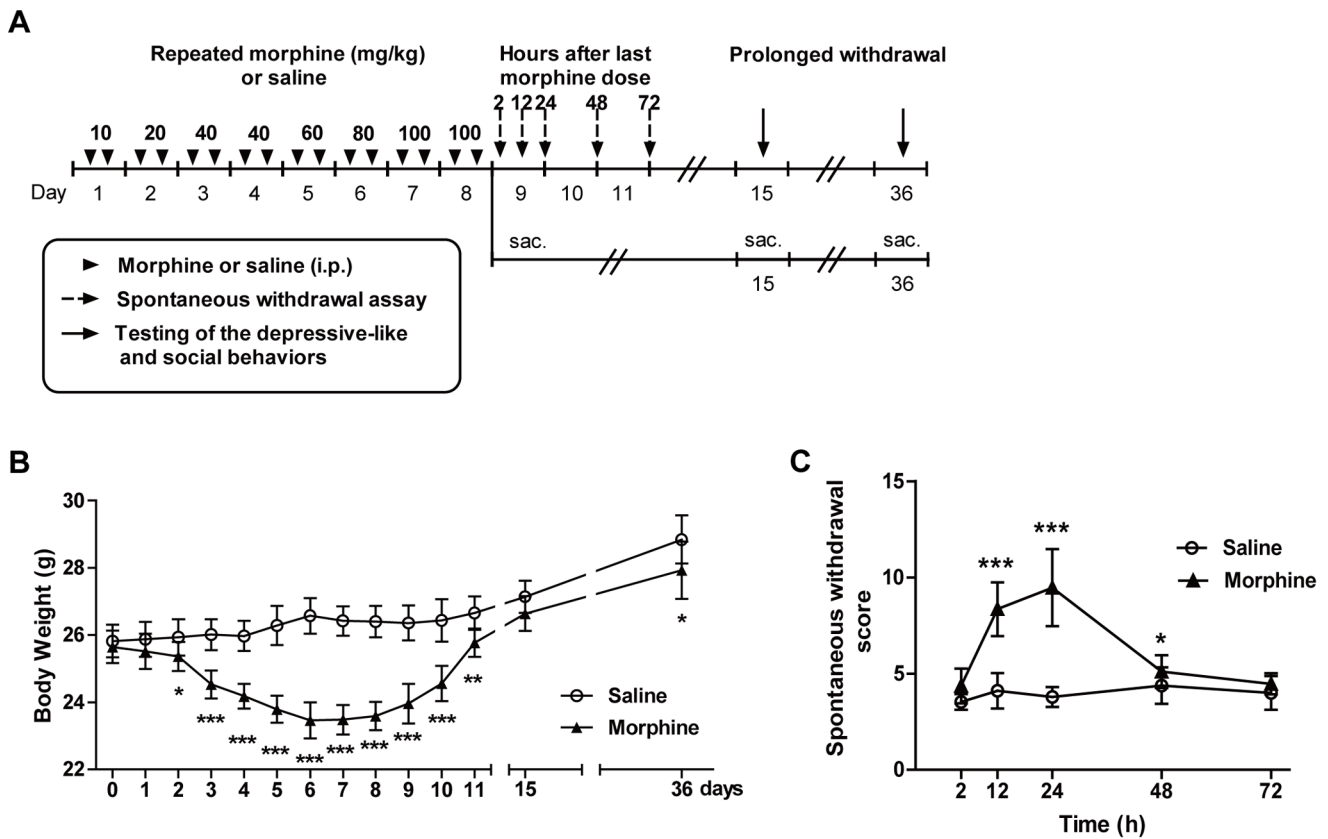 A
Repeated morphine (mg/kg)
or saline
Hours after last
morphine dose
Prolonged withdrawal
2 12 24 48 72
10 20 40 40 60 80 100 100
Day 1 2 3 4 5 6 7 8 9 10 11 15 36
sac. sac. sac.
15 36
Morphine or saline (i.p.)
Spontaneous withdrawal assay
Testing of the depressive-like
and social behaviors
B
Body Weight (g)
30
28
26
24
22
* *** *** *** *** *** *** *** *** ** *
Saline
Morphine
0 1 2 3 4 5 6 7 8 9 10 11 15 36 days
C
Spontaneous withdrawal
score
15
10
5
0
*** *** *
Saline
Morphine
2 12 24 48 72
Time (h)